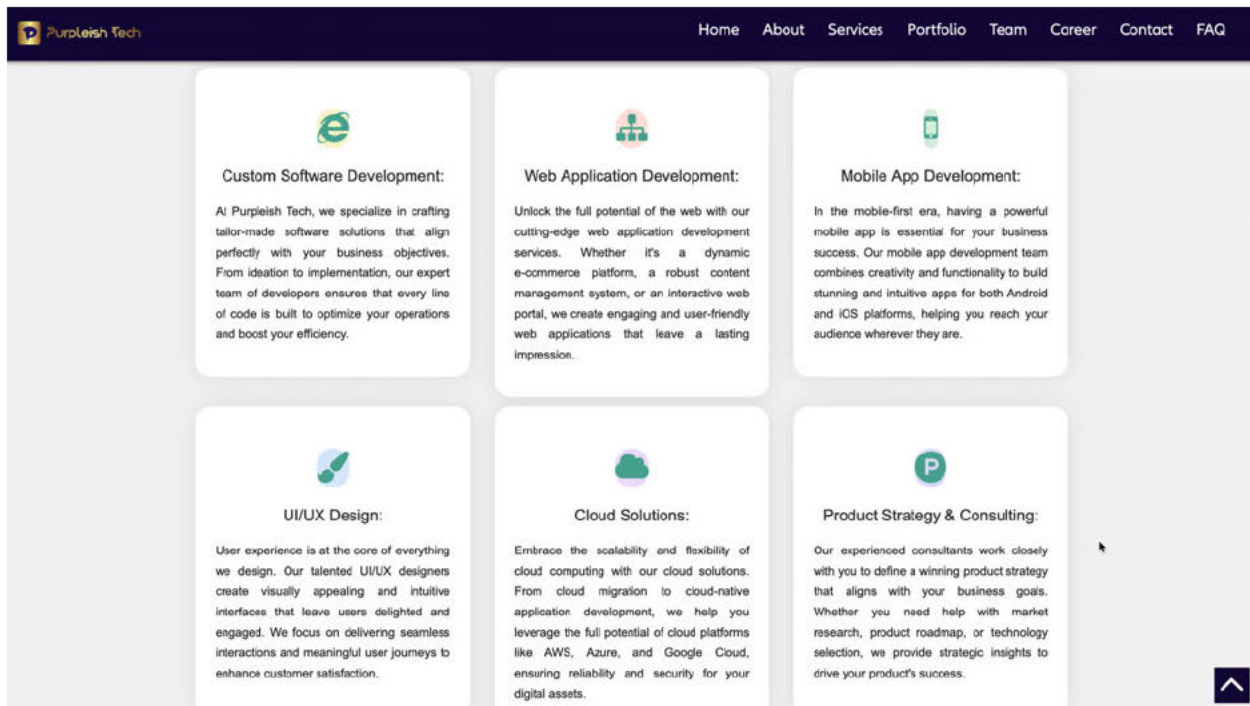 Purpleish Tech
Home About Services Portfolio Team Career Contact FAQ
Custom Software Development:
At Purpleish Tech, we specialize in crafting
tailor-made software solutions that align
perfectly with your business objectives.
From ideation to implementation, our expert
team of developers ensures that every line
of code is built to optimize your operations
and boost your efficiency.
Web Application Development:
Unlock the full potential of the web with our
cutting-edge web application development
services. Whether it's a dynamic
e-commerce platform, a robust content
management system, or an interactive web
portal, we create engaging and user-friendly
web applications that leave a lasting
impression.
Mobile App Development:
In the mobile-first era, having a powerful
mobile app is essential for your business
success. Our mobile app development team
combines creativity and functionality to build
stunning and intuitive apps for both Android
and iOS platforms, helping you reach your
audience wherever they are.
UI/UX Design:
User experience is at the core of everything
we design. Our talented UI/UX designers
create visually appealing and intuitive
interfaces that leave users delighted and
engaged. We focus on delivering seamless
interactions and meaningful user journeys to
enhance customer satisfaction.
Cloud Solutions:
Embrace the scalability and flexibility of
cloud computing with our cloud solutions.
From cloud migration to cloud-native
application development, we help you
leverage the full potential of cloud platforms
like AWS, Azure, and Google Cloud,
ensuring reliability and security for your
digital assets.
P
Product Strategy & Consulting:
Our experienced consultants work closely
with you to define a winning product strategy
that aligns with your business goals.
Whether you need help with market
research, product roadmap, or technology
selection, we provide strategic insights to
drive your product's success.